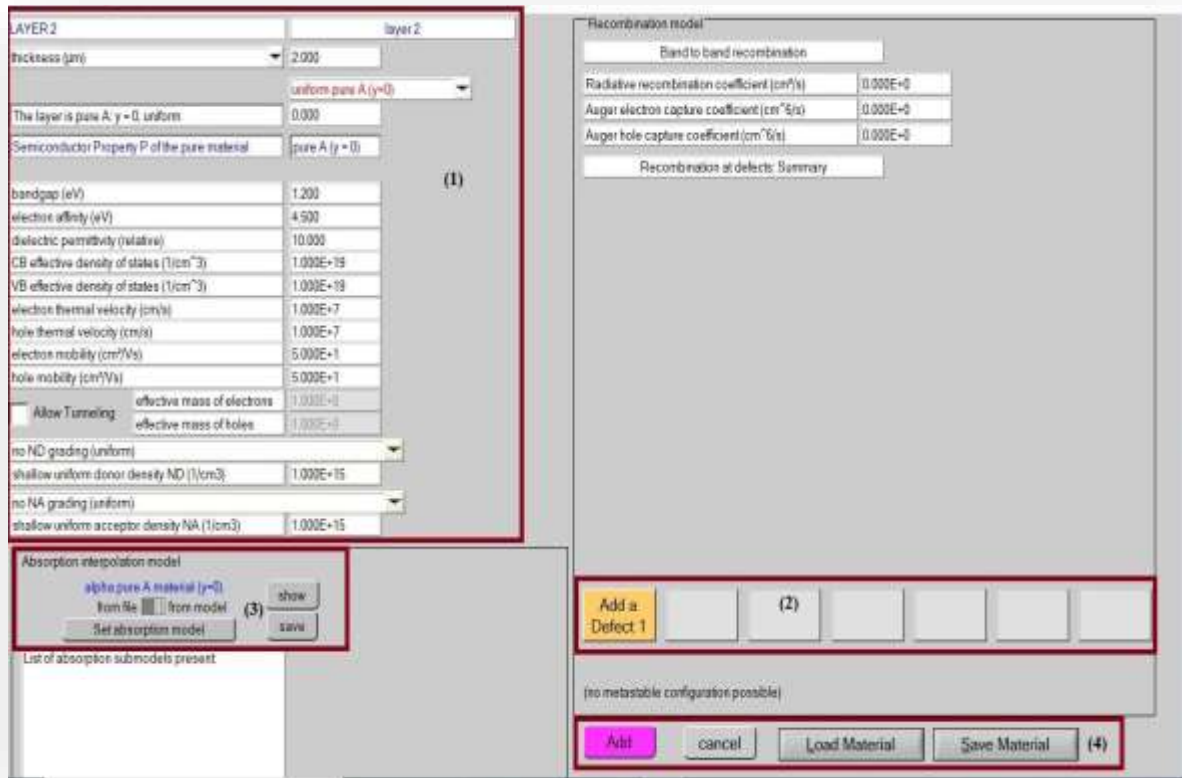 LAYER 2 layer 2
thickness (µm) 2.000
uniform pure A (y=0)
The layer is pure A: y = 0, uniform 0.000
Semiconductor Property P of the pure material pure A (y = 0)
(1)
bandgap (eV) 1.200
electron affinity (eV) 4.500
dielectric permittivity (relative) 10.000
CB effective density of states (1/cm^3) 1.000E+19
VB effective density of states (1/cm^3) 1.000E+19
electron thermal velocity (cm/s) 1.000E+7
hole thermal velocity (cm/s) 1.000E+7
electron mobility (cm²/Vs) 5.000E+1
hole mobility (cm²/Vs) 5.000E+1
Allow Tunneling
effective mass of electrons 1.000E+0
effective mass of holes 1.000E+0
no ND grading (uniform)
shallow uniform donor density ND (1/cm3) 1.000E+15
no NA grading (uniform)
shallow uniform acceptor density NA (1/cm3) 1.000E+15
Absorption interpolation model
alpha pure A material (y=0)
from file from model (3) show
Set absorption model save
List of absorption submodels present
Recombination model
Band to band recombination
Radiative recombination coefficient (cm³/s) 0.000E+0
Auger electron capture coefficient (cm^6/s) 0.000E+0
Auger hole capture coefficient (cm^6/s) 0.000E+0
Recombination at defects: Summary
Add a
Defect 1
(2)
(no metastable configuration possible)
Add cancel Load Material Save Material (4)